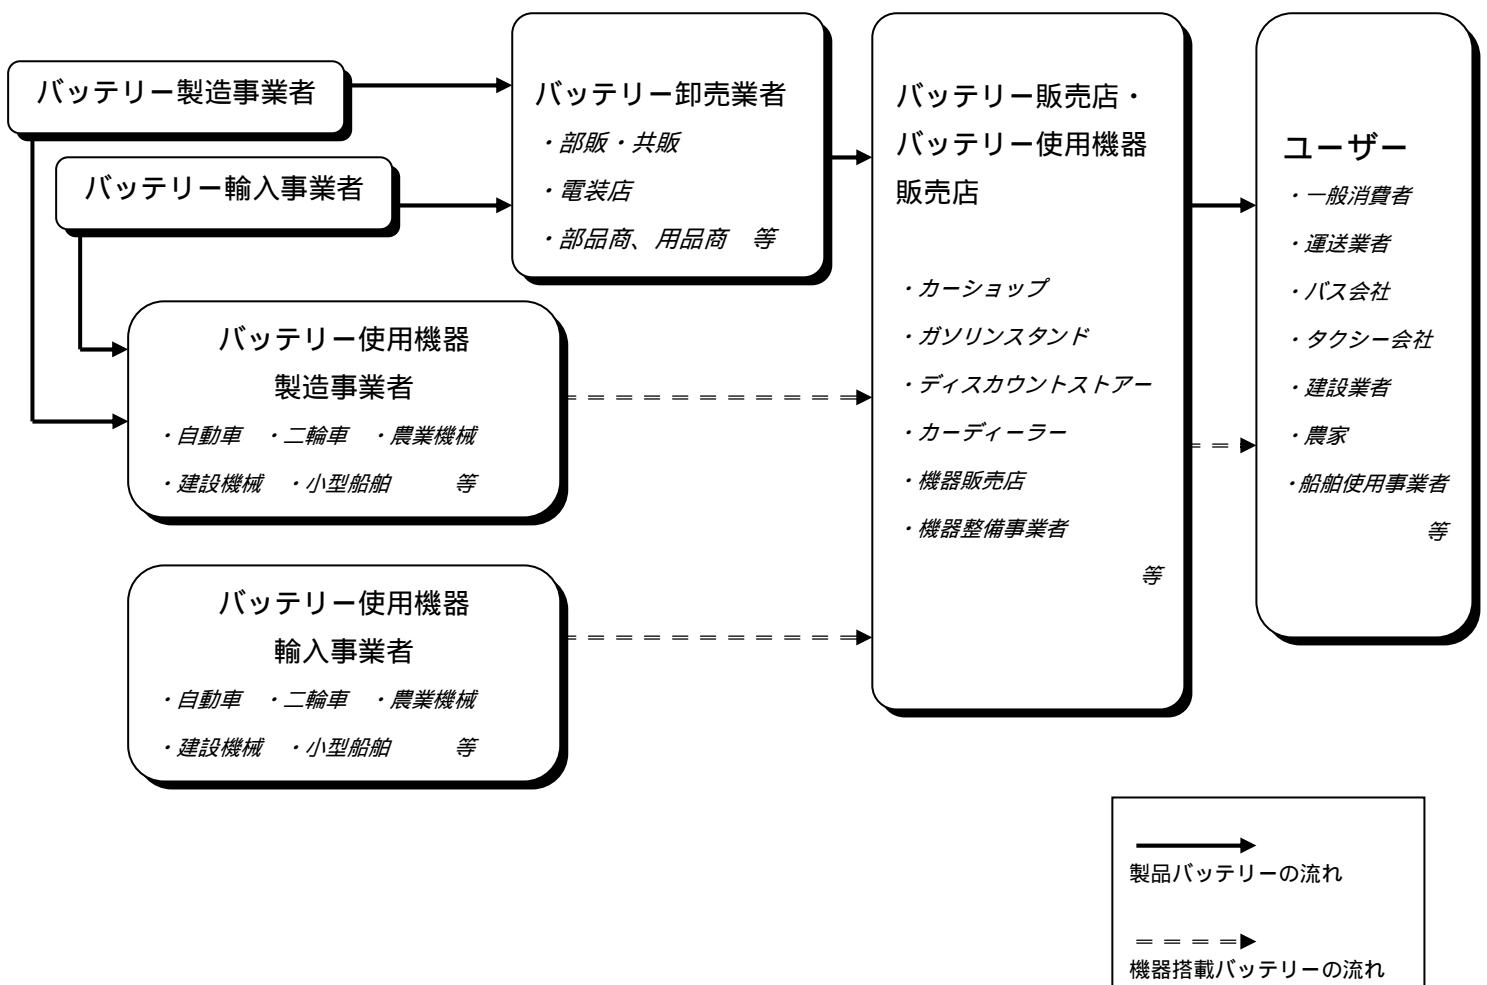 バッテリー製造事業者
バッテリー輸入事業者
バッテリー卸売業者
・部販・共販
・電装店
・部品商、用品商　等
バッテリー使用機器
製造事業者
・自動車　・二輪車　・農業機械
・建設機械　・小型船舶　　　等
バッテリー使用機器
輸入事業者
・自動車　・二輪車　・農業機械
・建設機械　・小型船舶　　　等
バッテリー販売店・
バッテリー使用機器
販売店
・カーショップ
・ガソリンスタンド
・ディスカウントストアー
・カーディーラー
・機器販売店
・機器整備事業者
等
ユーザー
・一般消費者
・運送業者
・バス会社
・タクシー会社
・建設業者
・農家
・船舶使用事業者
等
製品バッテリーの流れ
機器搭載バッテリーの流れ